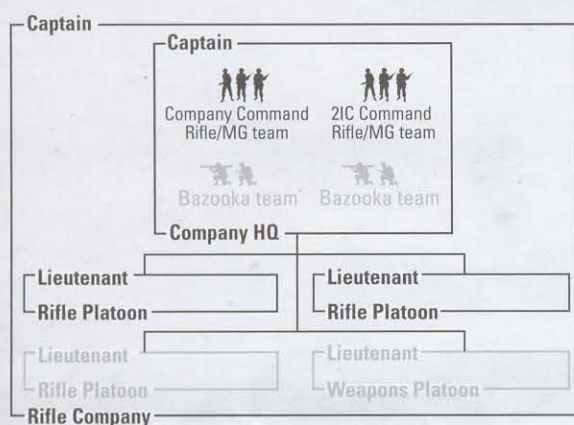 Captain
Captain
Company Command
Rifle/MG team
2IC Command
Rifle/MG team
Bazooka team
Bazooka team
Company HQ
Lieutenant
Rifle Platoon
Lieutenant
Rifle Platoon
Lieutenant
Rifle Platoon
Lieutenant
Weapons Platoon
Rifle Company